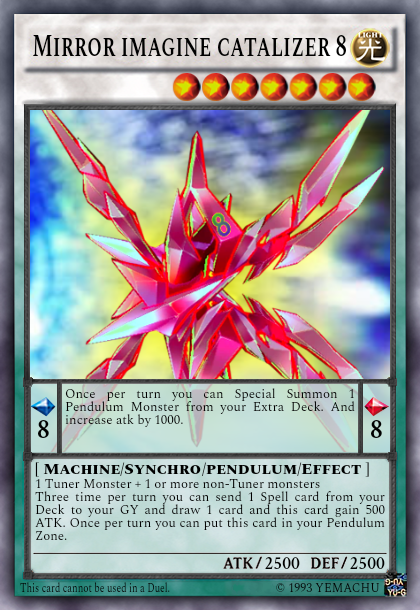 MIRROR IMAGINE CATALIZER 8
LIGHT
光
8
Once per turn you can Special Summon 1
Pendulum Monster from your Extra Deck. And
increase atk by 1000.
8
8
[ MACHINE/SYNCHRO/PENDULUM/EFFECT ]
1 Tuner Monster + 1 or more non-Tuner monsters
Three time per turn you can send 1 Spell card from your
Deck to your GY and draw 1 card and this card gain 500
ATK. Once per turn you can put this card in your Pendulum
Zone.
ATK / 2500 DEF / 2500
This card cannot be used in a Duel.
© 1993 YEMACHU
YU-G